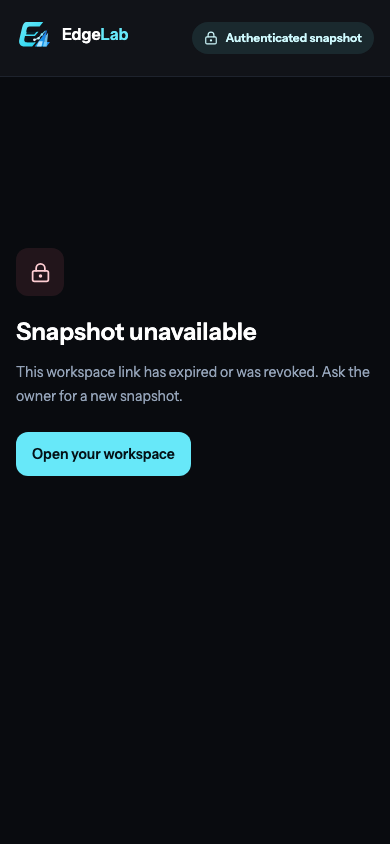 EdgeLab
Authenticated snapshot
Snapshot unavailable
This workspace link has expired or was revoked. Ask the
owner for a new snapshot.
Open your workspace